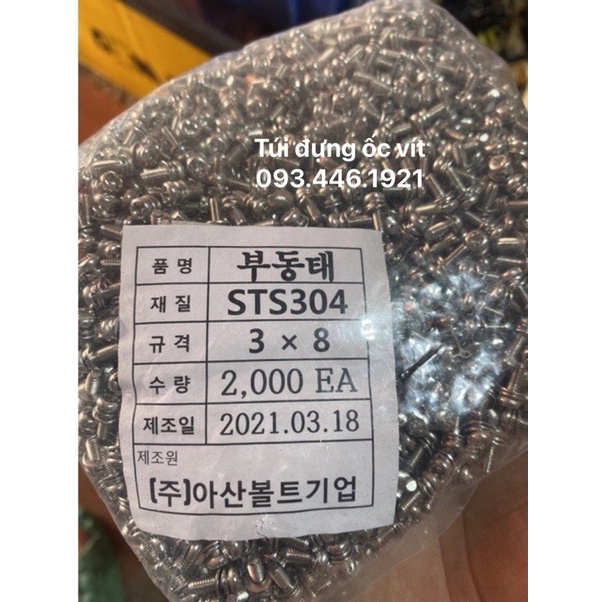 Túi đựng ốc vít
093.446.1921
품 명 부동태
재 질 STS304
규 격 3 × 8
수 량 2,000 EA
제조일 2021.03.18
제조원
(주)아산볼트기업